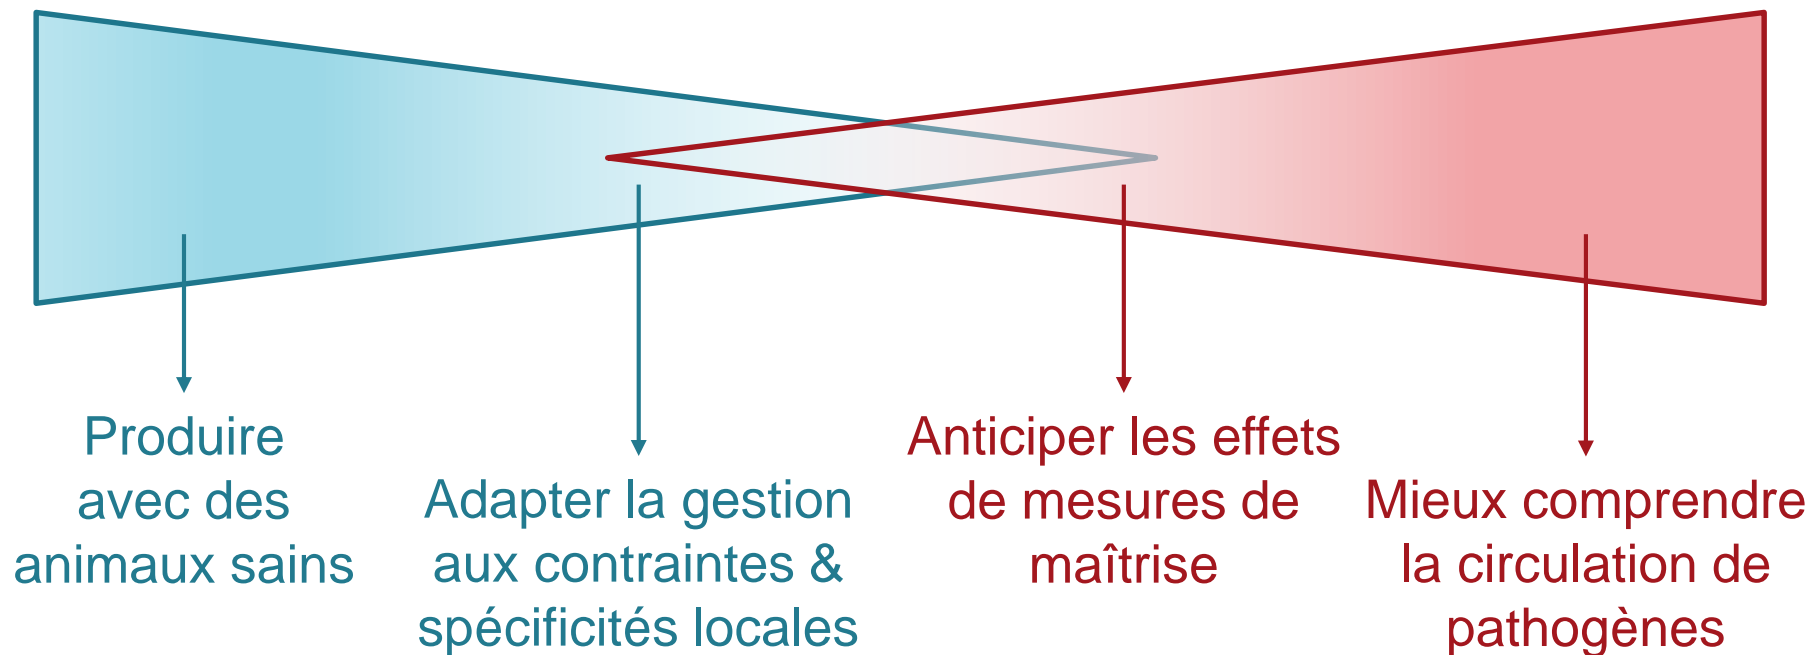 Produire
avec des
animaux sains
Adapter la gestion
aux contraintes &
spécificités locales
Anticiper les effets
de mesures de
maîtrise
Mieux comprendre
la circulation de
pathogènes